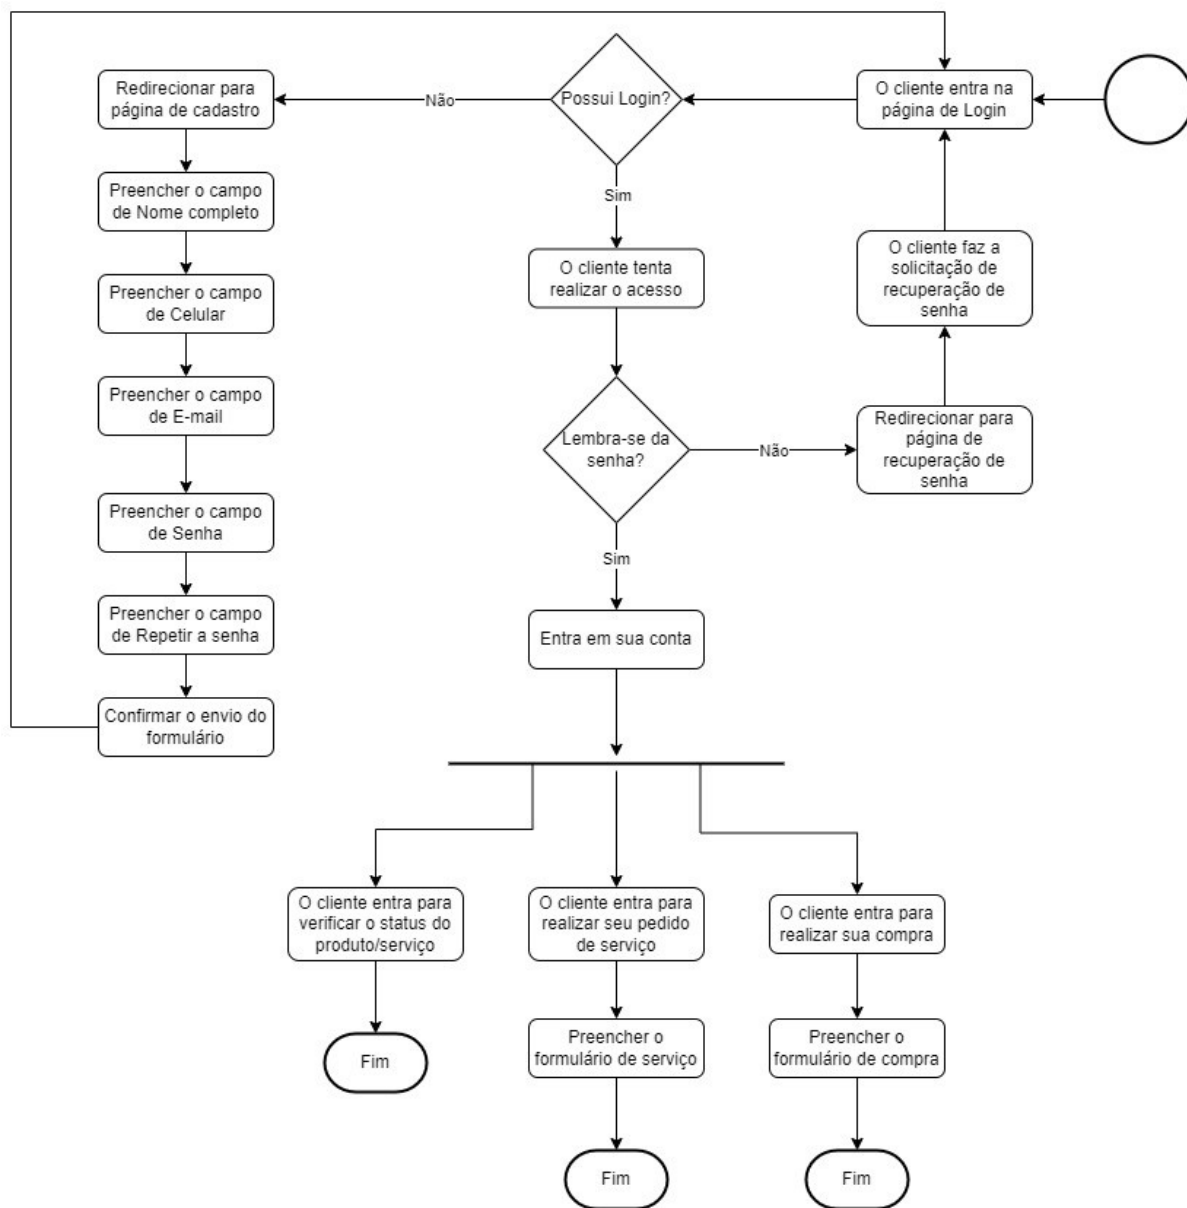 Redirecionar para
página de cadastro
Não
Possui Login?
O cliente entra na
página de Login
Preencher o campo
de Nome completo
Sim
O cliente tenta
realizar o acesso
O cliente faz a
solicitação de
recuperação de
senha
Preencher o campo
de Celular
Preencher o campo
de E-mail
Lembra-se da
senha?
Não
Redirecionar para
página de
recuperação de
senha
Preencher o campo
de Senha
Sim
Preencher o campo
de Repetir a senha
Entra em sua conta
Confirmar o envio do
formulário
O cliente entra para
verificar o status do
produto/serviço
O cliente entra para
realizar seu pedido
de serviço
O cliente entra para
realizar sua compra
Fim
Preencher o
formulário de serviço
Preencher o
formulário de compra
Fim
Fim